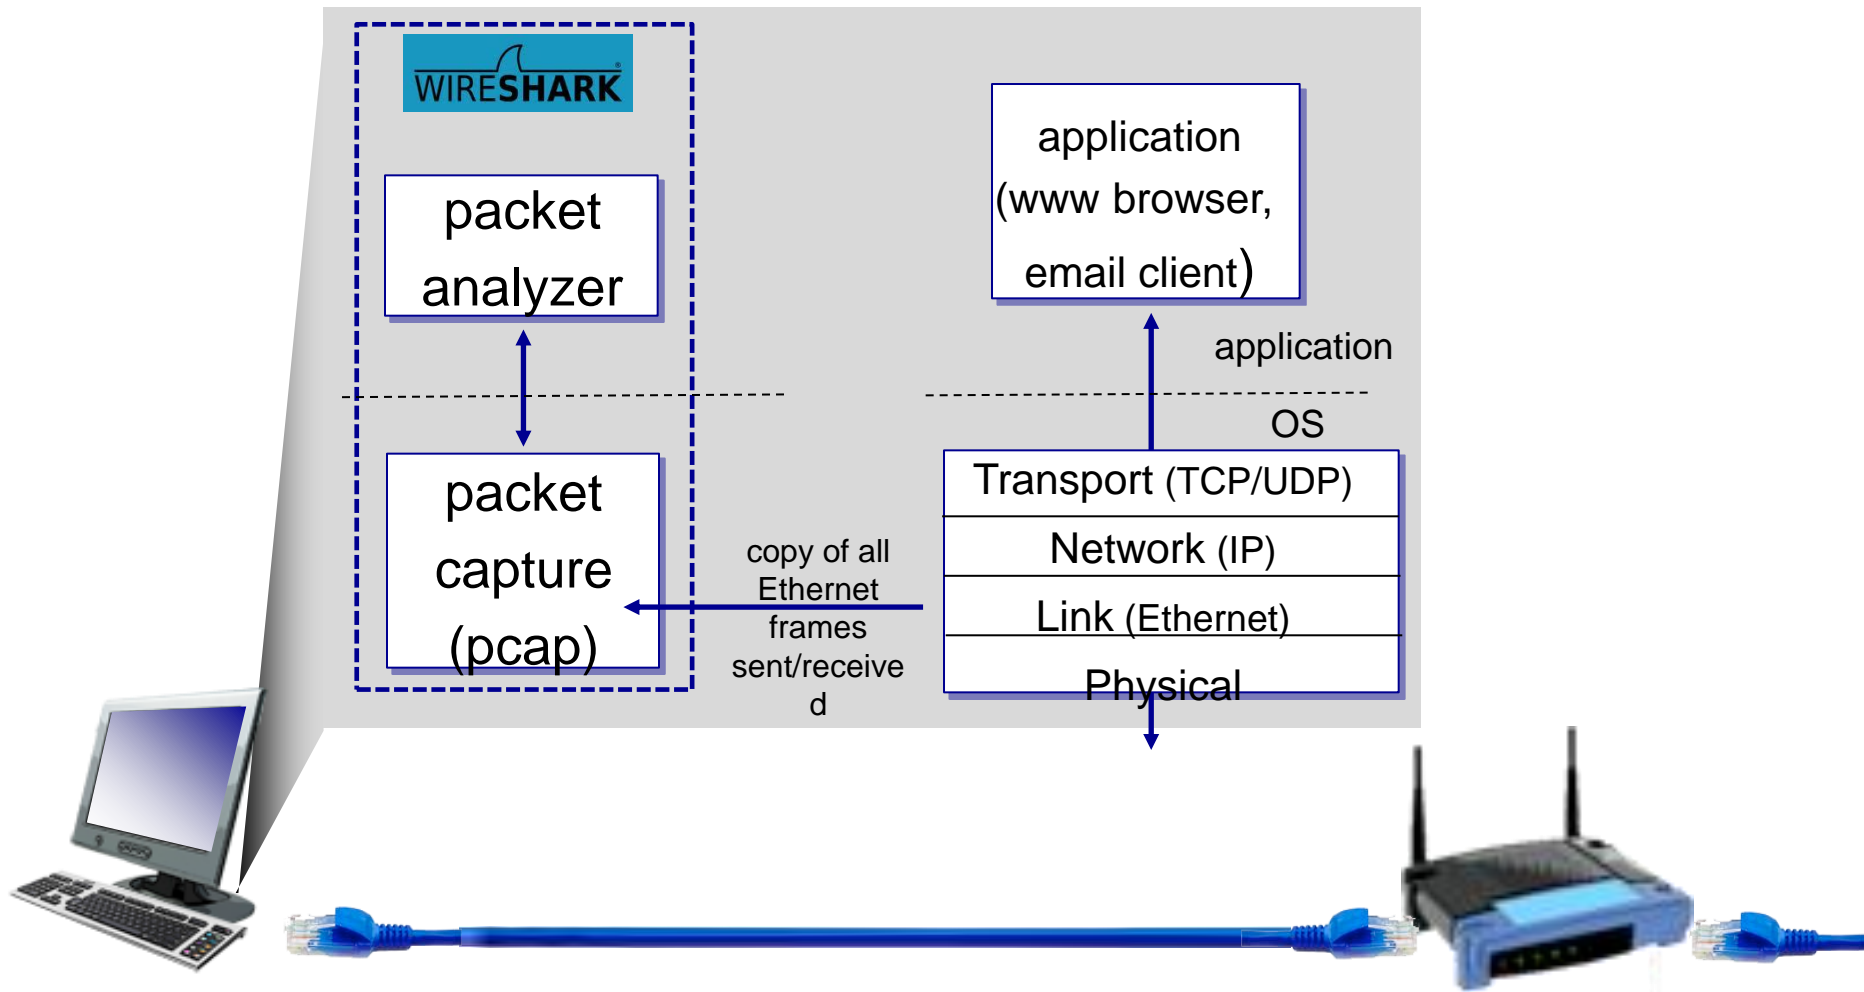 WIRESHARK
®
packet
analyzer
application
(www browser,
email client)
application
OS
packet
capture
(pcap)
copy of all
Ethernet
frames
sent/receive
d
Transport (TCP/UDP)
Network (IP)
Link (Ethernet)
Physical